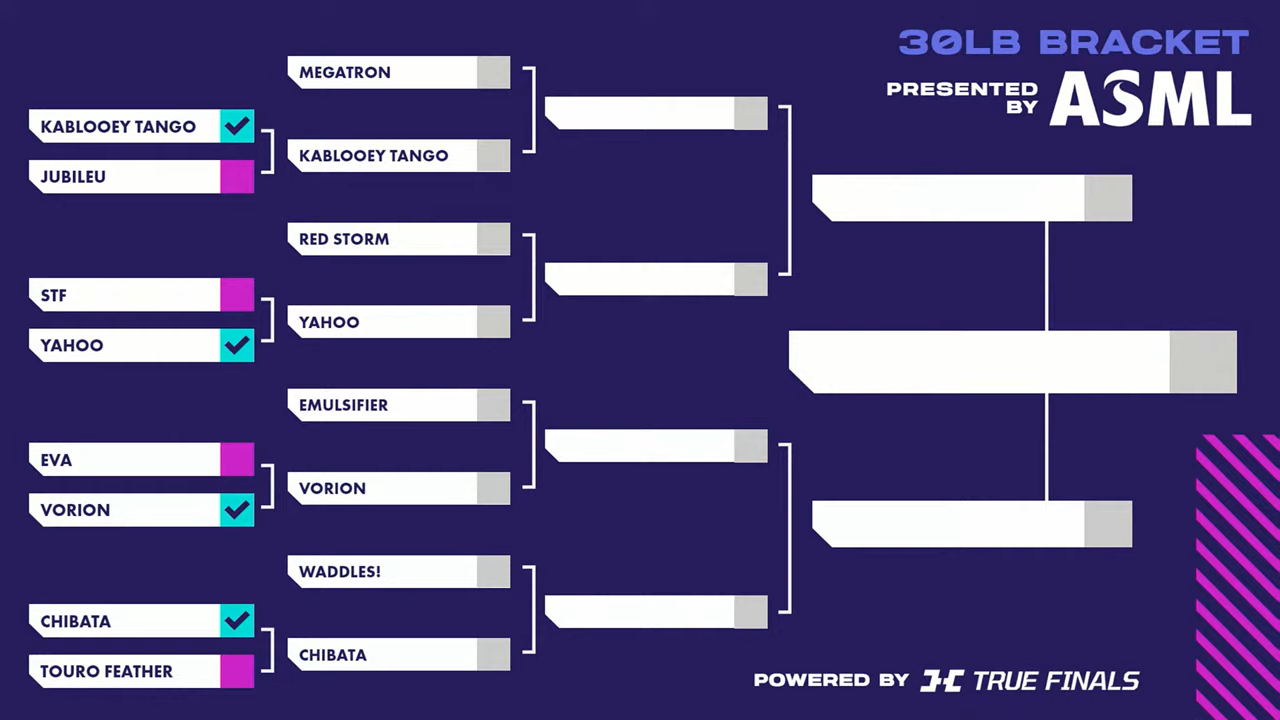 30LB BRACKET
PRESENTED
BY
ASML
KABLOOEY TANGO
JUBILEU
STF
YAHOO
EVA
VORION
CHIBATA
TOURO FEATHER
MEGATRON
KABLOOEY TANGO
RED STORM
YAHOO
EMULSIFIER
VORION
WADDLES!
CHIBATA
POWERED BY TRUE FINALS